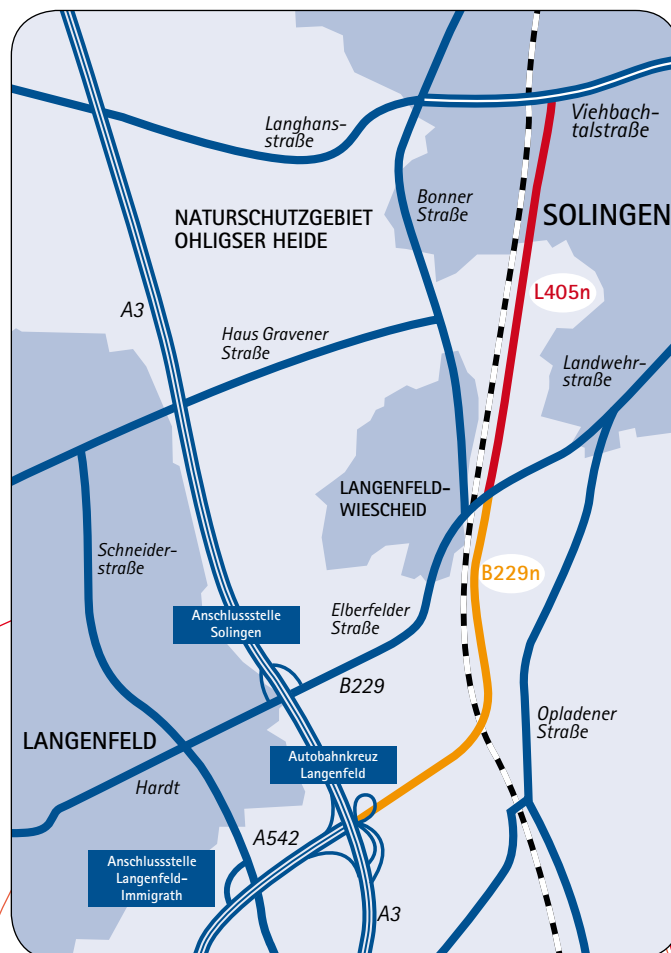 Viehbach-
talstraße
Langhans-
straße
Bonner
Straße
NATURSCHUTZGEBIET
OHLIGSER HEIDE
SOLINGEN
L405n
A3
Haus Gravener
Straße
Landwehr-
straße
LANGENFELD-
WIESCHEID
Schneider-
straße
B229n
Anschlussstelle
Solingen
Elberfelder
Straße
B229
Opladener
Straße
LANGENFELD
Autobahnkreuz
Langenfeld
Hardt
A542
Anschlussstelle
Langenfeld-
Immigrath
A3